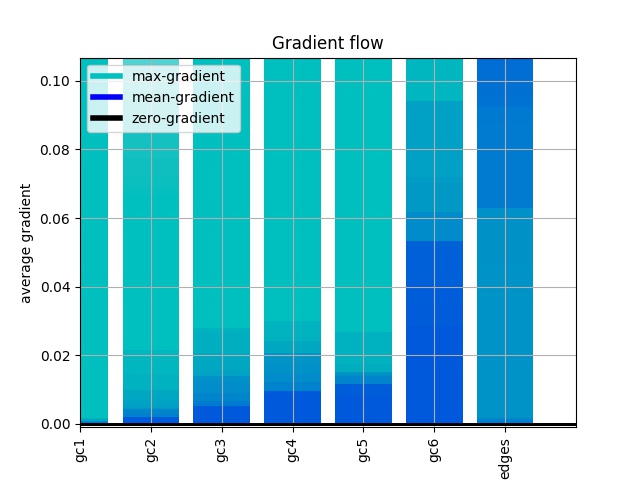 Gradient flow
max-gradient
mean-gradient
zero-gradient
average gradient
0.10
0.08
0.06
0.04
0.02
0.00
gc1
gc2
gc3
gc4
gc5
gc6
edges